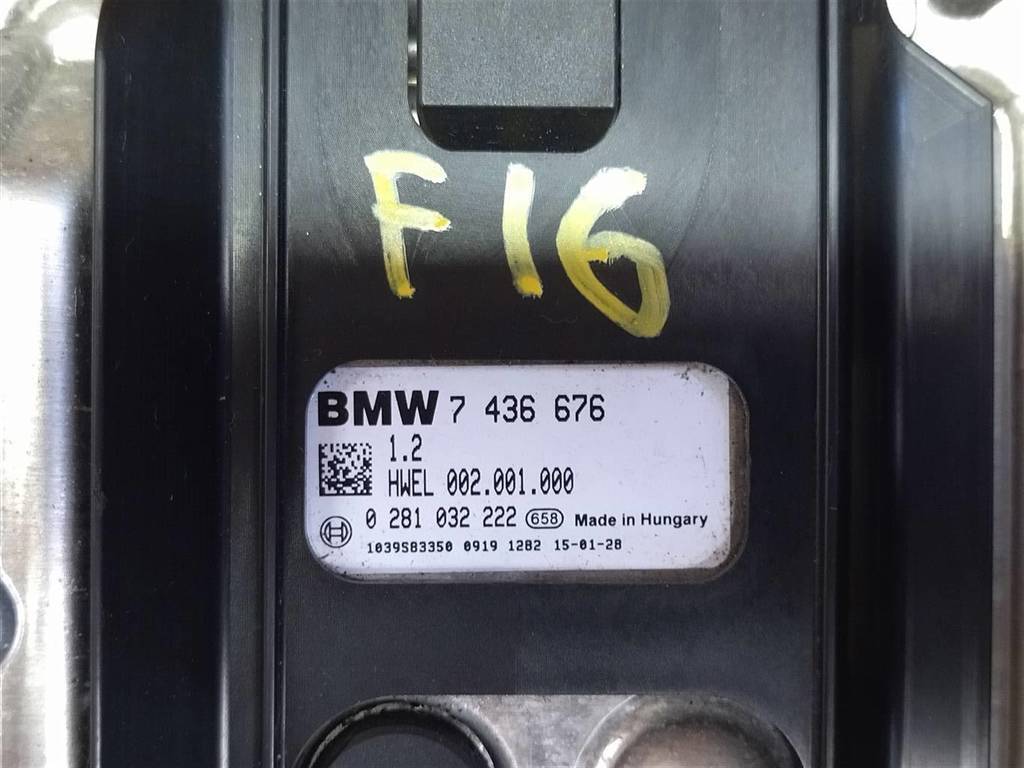 F16
BMW 7 436 676
1.2
HWEL 002.001.000
0 281 032 222 658 Made in Hungary
1039S83350 0919 1282 15-01-28